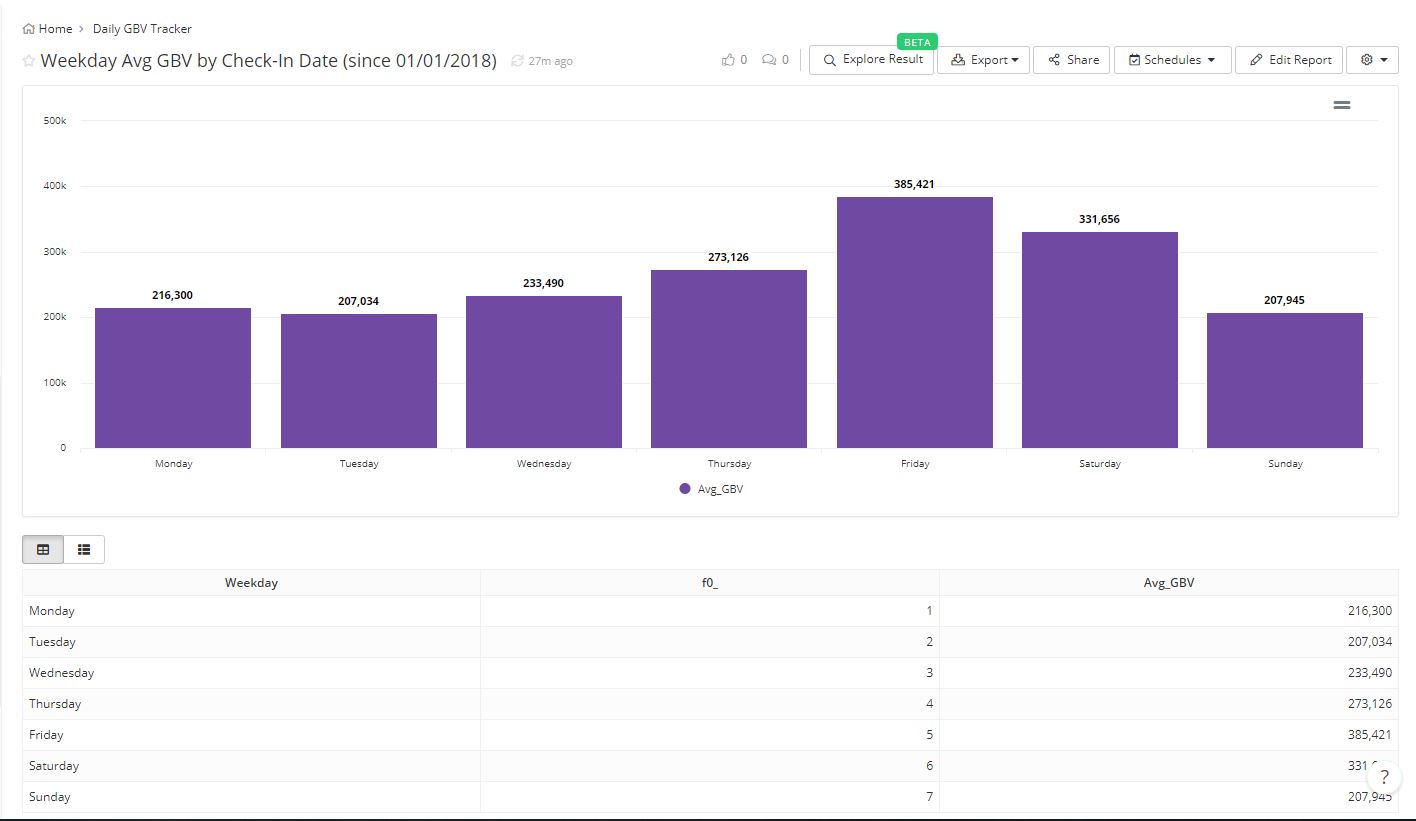 Home > Daily GBV Tracker
Weekday Avg GBV by Check-In Date (since 01/01/2018) 27m ago 0 0 Explore Result BETA Export Share Schedules Edit Report
500k
400k
300k
200k
100k
0
216,300
207,034
233,490
273,126
385,421
331,656
207,945
Monday Tuesday Wednesday Thursday Friday Saturday Sunday
Avg_GBV
Weekday f0_ Avg_GBV
Monday 1 216,300
Tuesday 2 207,034
Wednesday 3 233,490
Thursday 4 273,126
Friday 5 385,421
Saturday 6
Sunday 7 207,945
?